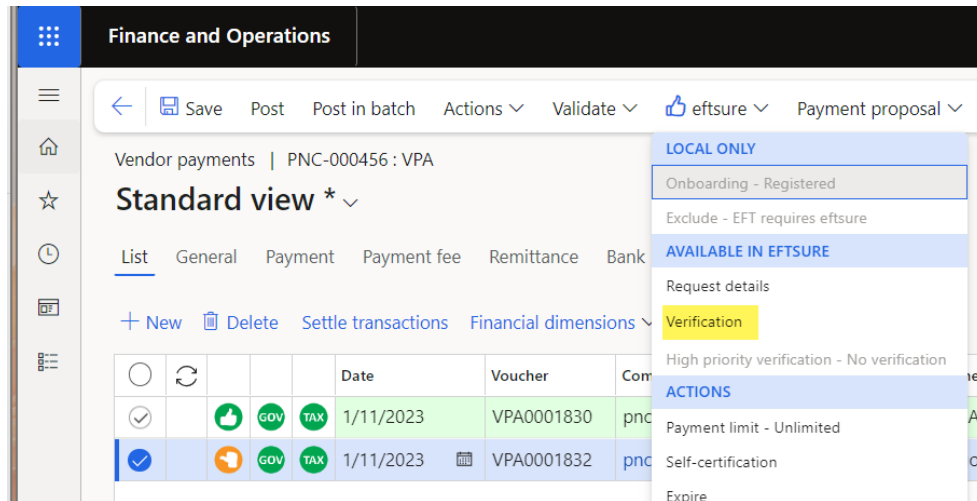 Finance and Operations
Save Post Post in batch Actions Validate eftsure Payment proposal
Vendor payments | PNC-000456 : VPA
Standard view *
List General Payment Payment fee Remittance Bank
New Delete Settle transactions Financial dimensions
Date Voucher Com
GOV TAX 1/11/2023 VPA0001830 pnc
GOV TAX 1/11/2023 VPA0001832 pnc
LOCAL ONLY
Onboarding - Registered
Exclude - EFT requires eftsure
AVAILABLE IN EFTSURE
Request details
Verification
High priority verification - No verification
ACTIONS
Payment limit - Unlimited
Self-certification
Expire